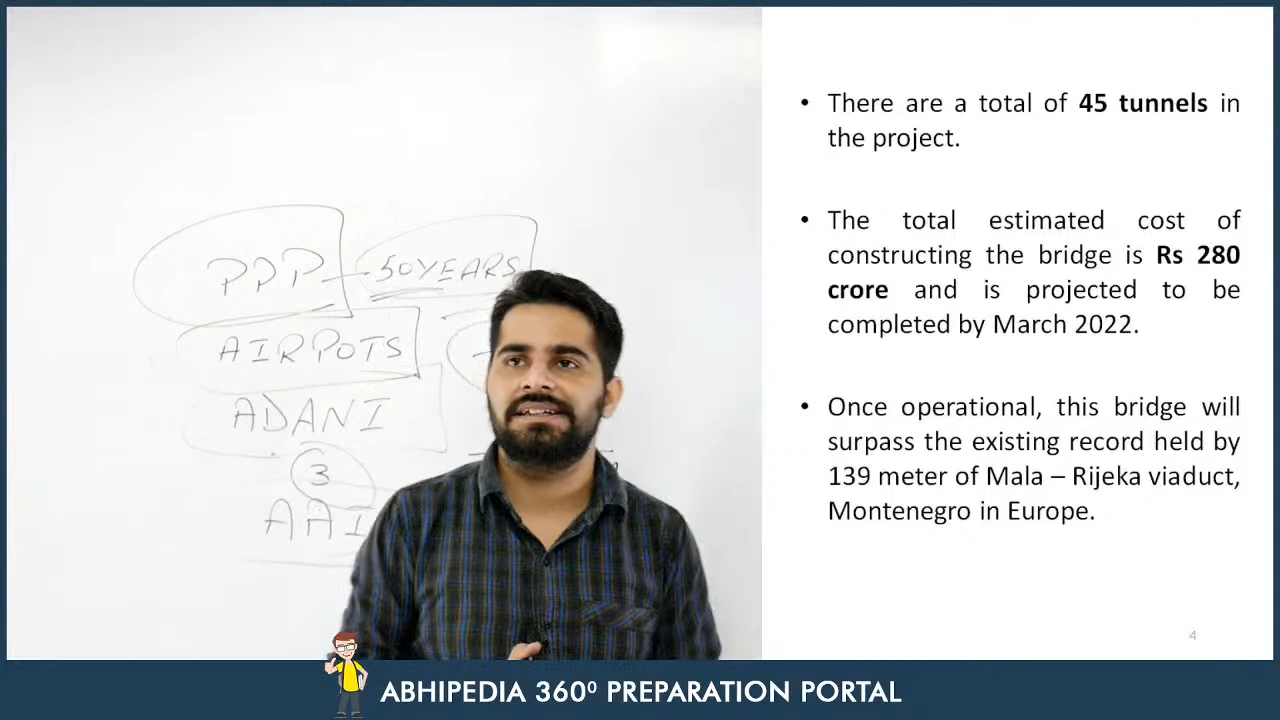 PPP - 50YEARS
AIRPOTS
ADANI
3
AAI
• There are a total of 45 tunnels in
the project.
• The total estimated cost of
constructing the bridge is Rs 280
crore and is projected to be
completed by March 2022.
• Once operational, this bridge will
surpass the existing record held by
139 meter of Mala – Rijeka viaduct,
Montenegro in Europe.
4
ABHIPEDIA 360⁰ PREPARATION PORTAL